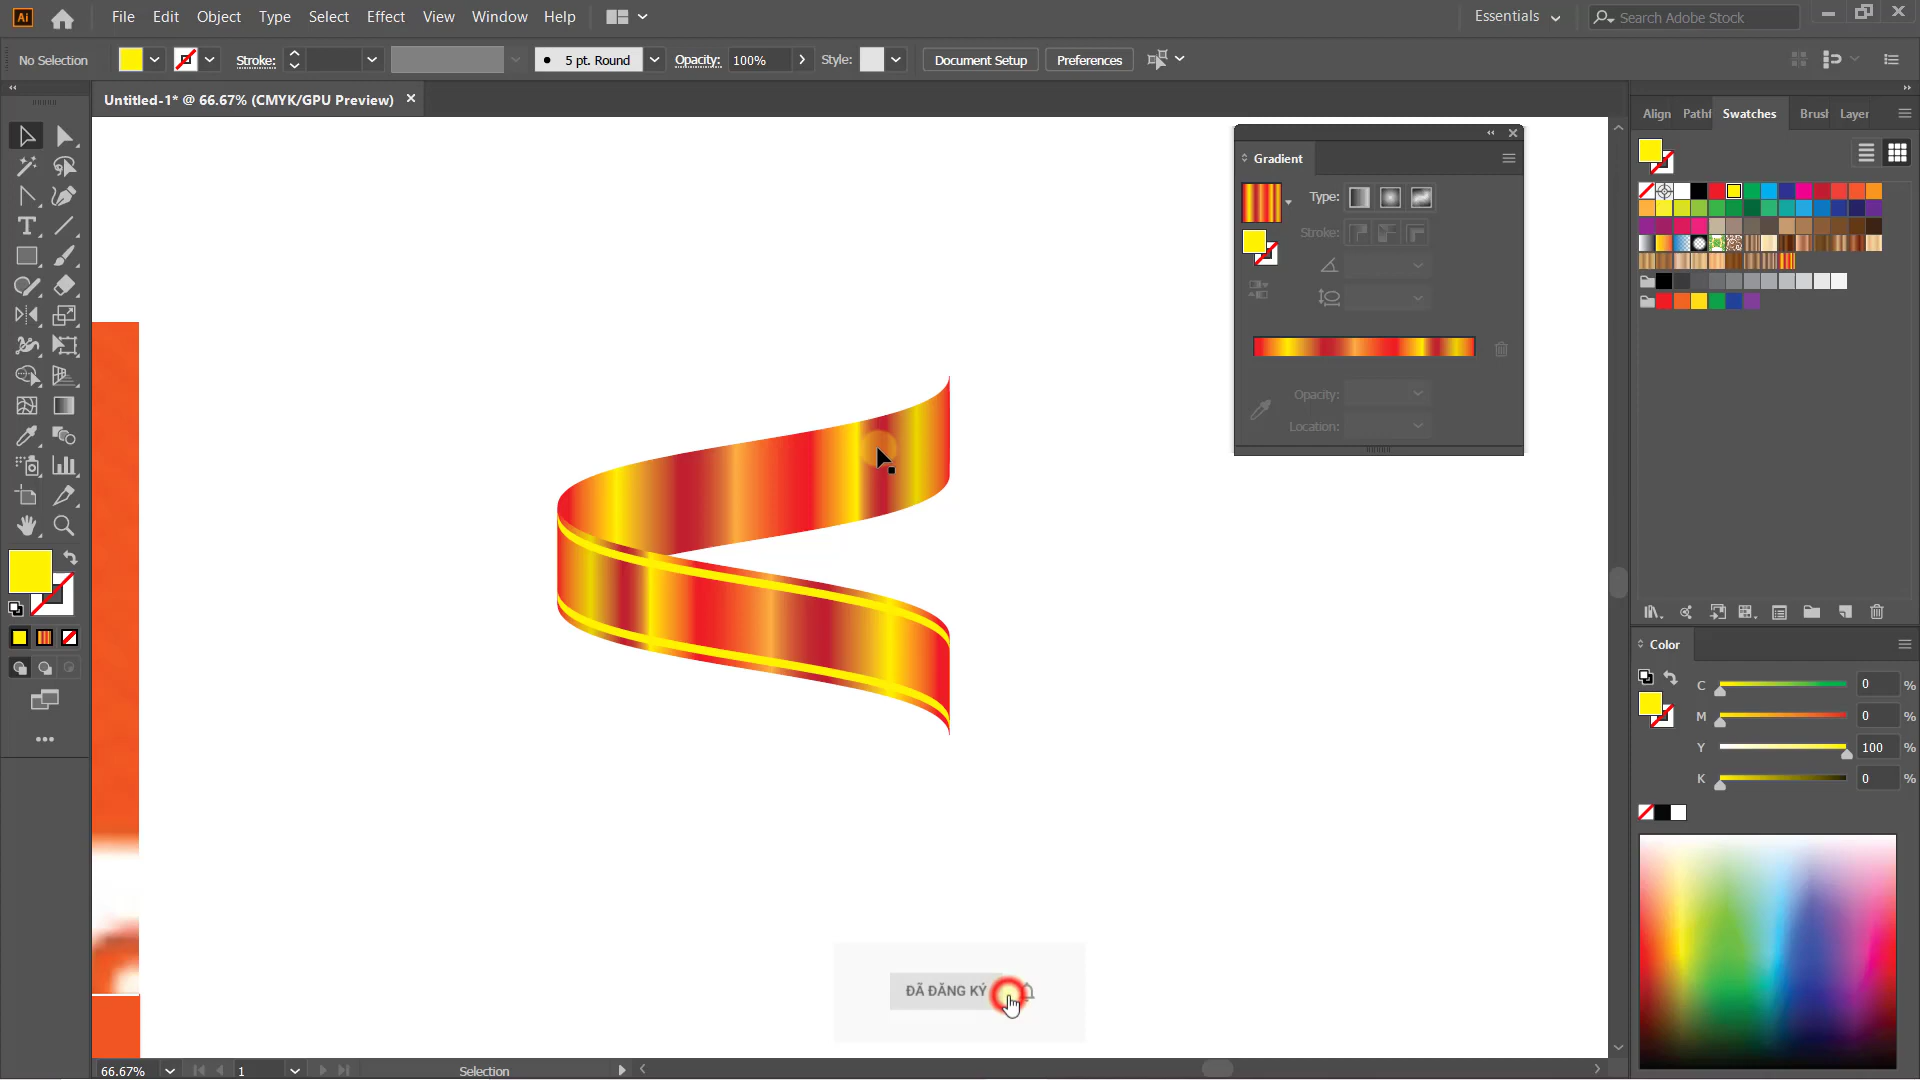 Ai
File Edit Object Type Select Effect View Window Help
Essentials
Search Adobe Stock
No Selection
Stroke:
5 pt. Round
Opacity: 100%
Style:
Document Setup
Preferences
Untitled-1* @ 66.67% (CMYK/GPU Preview)
Align Pathf Swatches Brush Layer
Gradient
Type:
Stroke:
Opacity:
Location:
Color
C 0 %
M 0 %
Y 100 %
K 0 %
ĐÃ ĐĂNG KÝ
66.67% 1 Selection